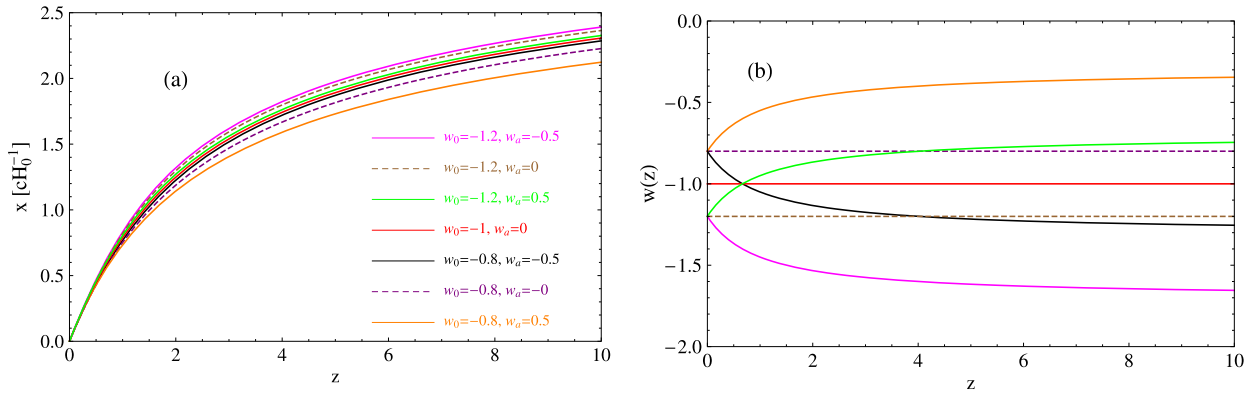 (a)
x [cH₀⁻¹]
2.5
2.0
1.5
1.0
0.5
0.0
0 2 4 6 8 10
z
w₀=−1.2, wₐ=−0.5
w₀=−1.2, wₐ=0
w₀=−1.2, wₐ=0.5
w₀=−1, wₐ=0
w₀=−0.8, wₐ=−0.5
w₀=−0.8, wₐ=−0
w₀=−0.8, wₐ=0.5
(b)
w(z)
−0.0
−0.5
−1.0
−1.5
−2.0
0 2 4 6 8 10
z